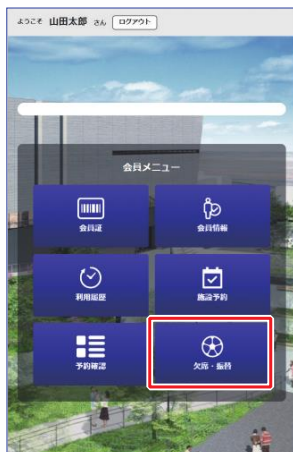 ようこそ 山田太郎 さん ログアウト
会員メニュー
会員証 会員情報
利用履歴 施設予約
予約確認 欠席・振替